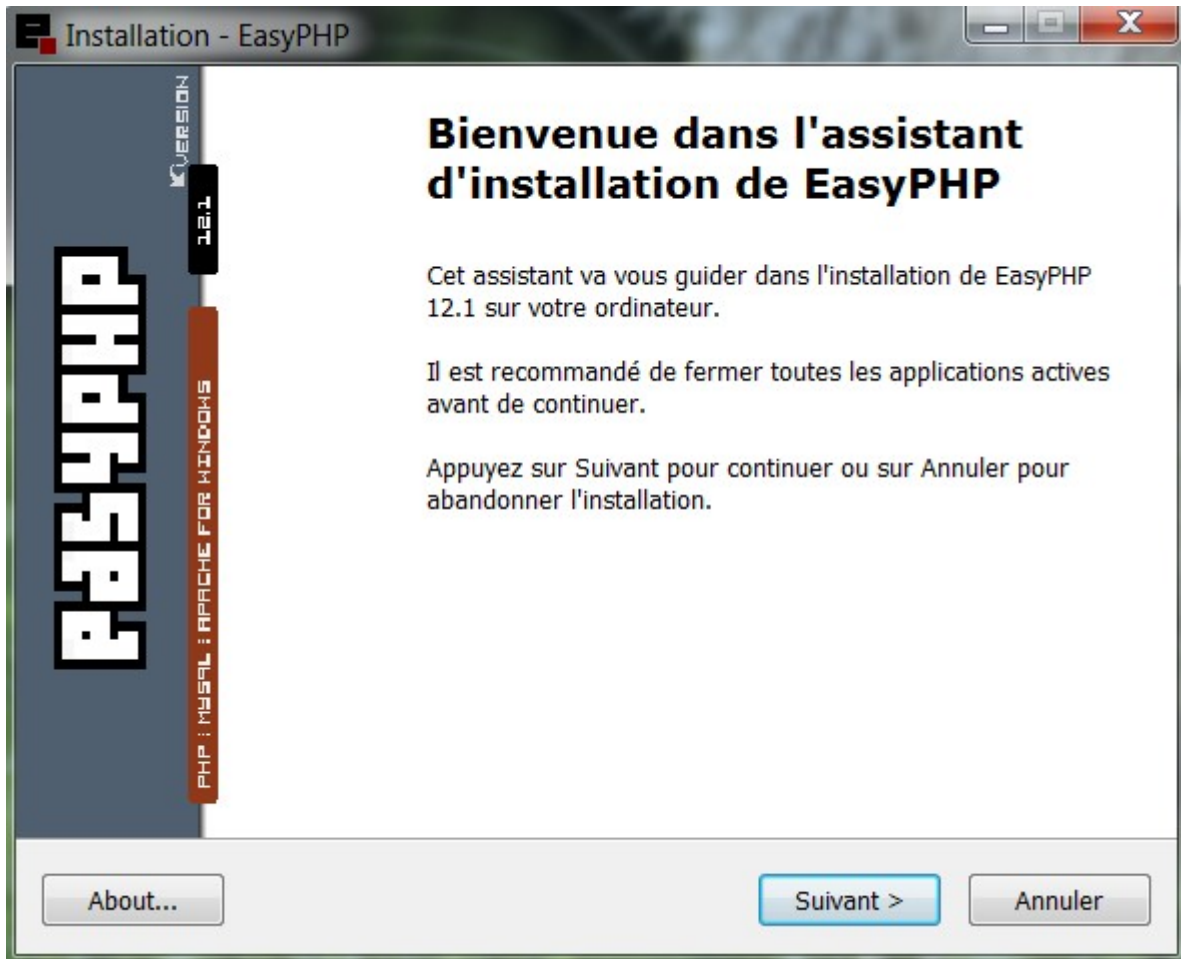 Installation - EasyPHP
VERSION
12.1
easyPHP
PHP : MYSQL : APACHE FOR WINDOWS
Bienvenue dans l'assistant
d'installation de EasyPHP
Cet assistant va vous guider dans l'installation de EasyPHP
12.1 sur votre ordinateur.
Il est recommandé de fermer toutes les applications actives
avant de continuer.
Appuyez sur Suivant pour continuer ou sur Annuler pour
abandonner l'installation.
About...
Suivant >
Annuler